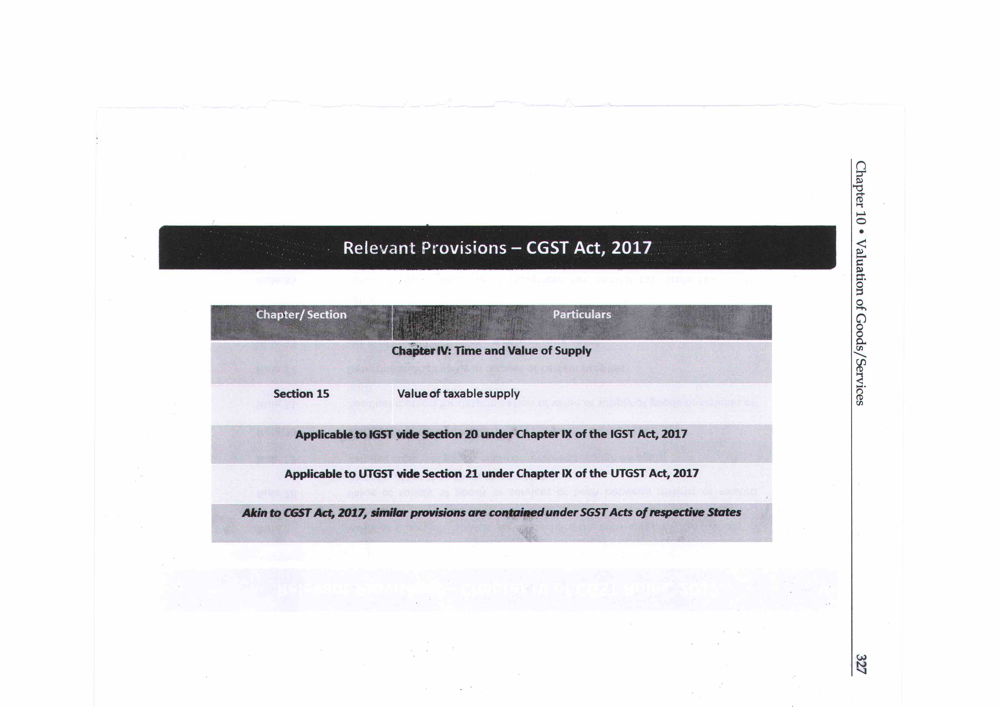 Chapter 10 • Valuation of Goods/Services
327
Relevant Provisions – CGST Act, 2017
Chapter/ Section Particulars
Chapter IV: Time and Value of Supply
Section 15 Value of taxable supply
Applicable to IGST vide Section 20 under Chapter IX of the IGST Act, 2017
Applicable to UTGST vide Section 21 under Chapter IX of the UTGST Act, 2017
Akin to CGST Act, 2017, similar provisions are contained under SGST Acts of respective States